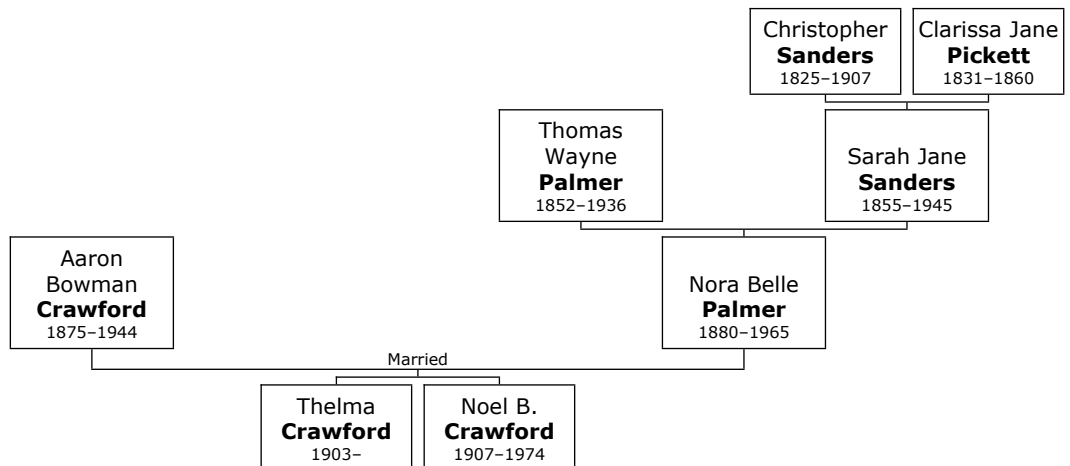 Christopher
Sanders
1825–1907
Clarissa Jane
Pickett
1831–1860
Thomas
Wayne
Palmer
1852–1936
Sarah Jane
Sanders
1855–1945
Aaron
Bowman
Crawford
1875–1944
Nora Belle
Palmer
1880–1965
Married
Thelma
Crawford
1903–
Noel B.
Crawford
1907–1974